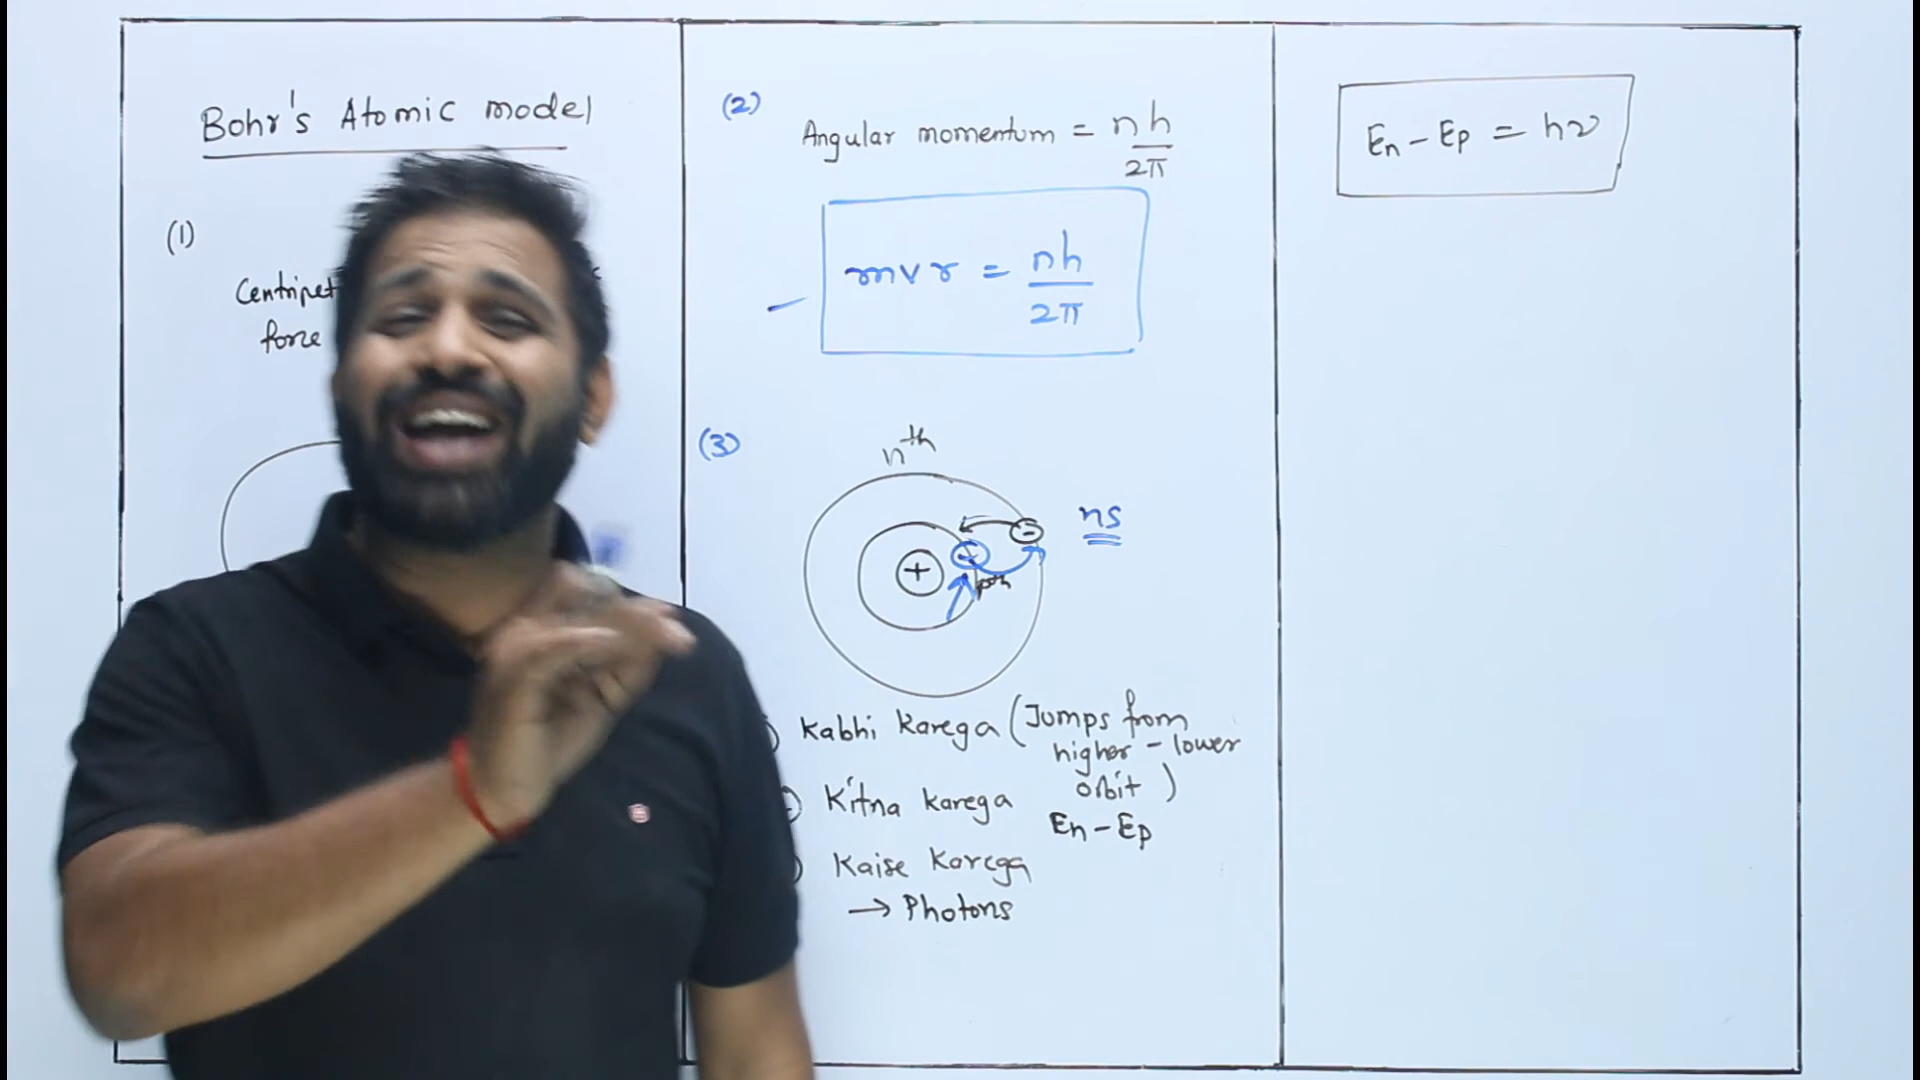 Bohr's Atomic model
(1)
Centripet
force
(2)
Angular momentum = nh
2π
mvr = nh
2π
(3)
nth
ns
+
-
pth
Kabhi Karega (Jumps from
higher - lower
orbit)
Kitna karega
En - Ep
Kaise Karega
→ Photons
En - Ep = hν